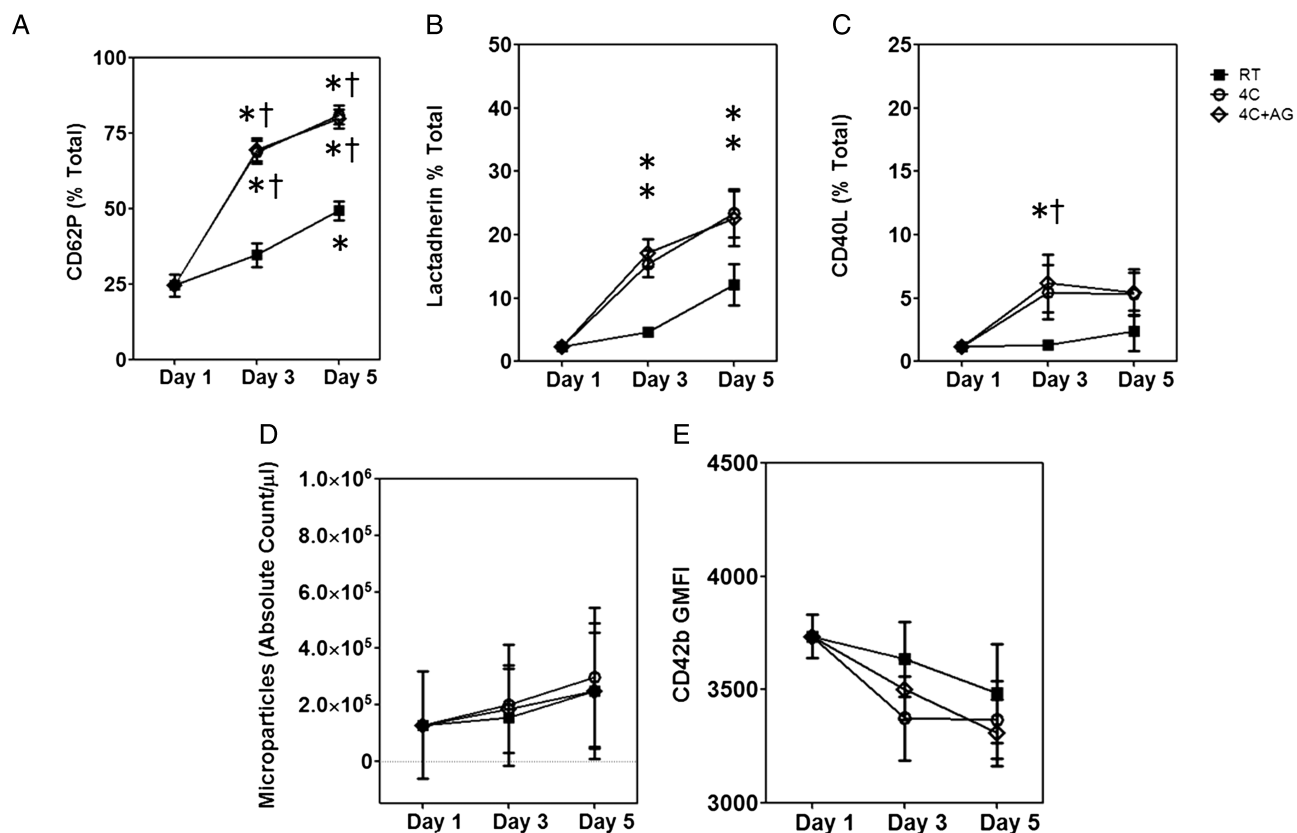 A
CD62P (% Total)
100
75
50
25
0
*†
*†
*†
*†
*
Day 1 Day 3 Day 5
B
Lactadherin % Total
50
40
30
20
10
0
*
*
*
*
Day 1 Day 3 Day 5
C
CD40L (% Total)
25
20
15
10
5
0
*†
Day 1 Day 3 Day 5
RT
4C
4C+AG
D
Microparticles (Absolute Count/µl)
1.0×10⁶
8.0×10⁵
6.0×10⁵
4.0×10⁵
2.0×10⁵
0
Day 1 Day 3 Day 5
E
CD42b GMFI
4500
4000
3500
3000
Day 1 Day 3 Day 5